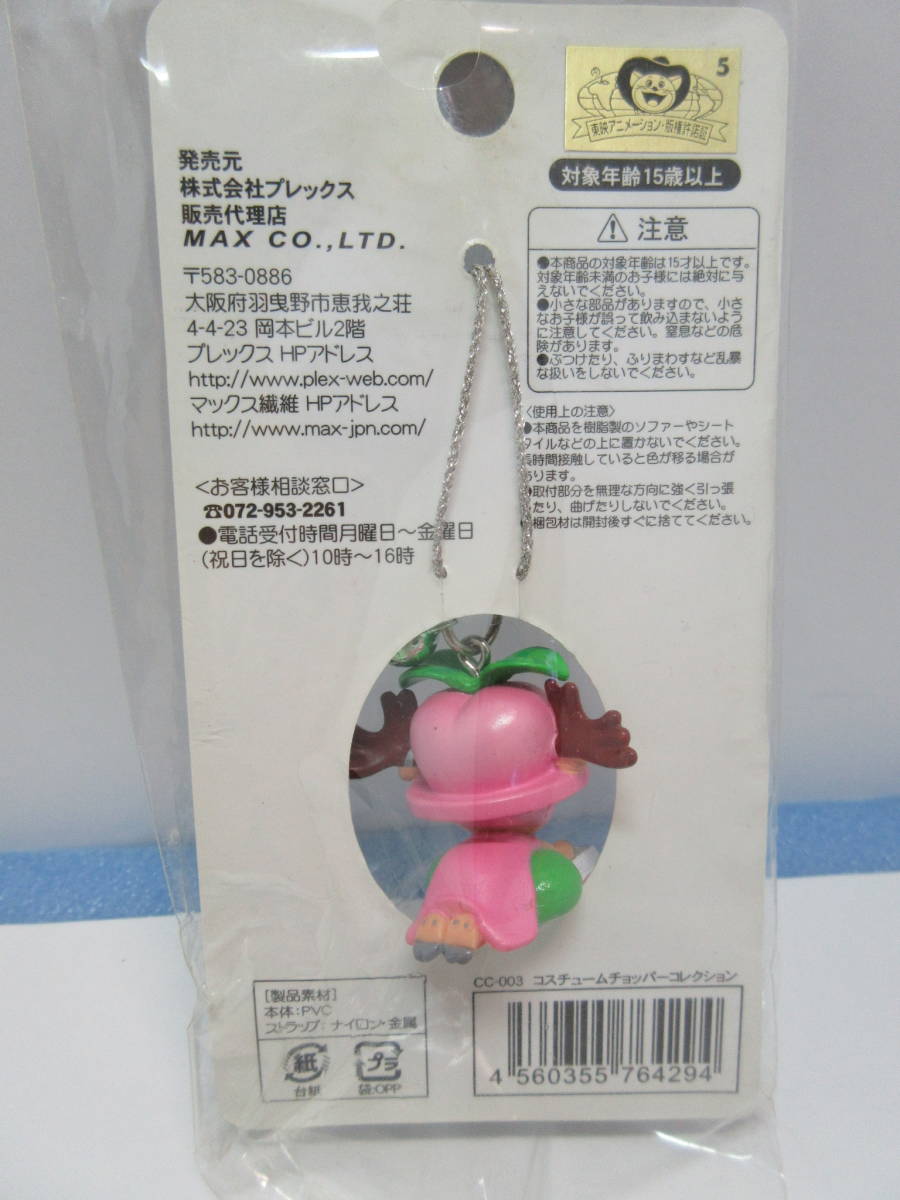 5
東映アニメーション・版権許諾証
対象年齢15歳以上
発売元
株式会社プレックス
販売代理店
MAX CO.,LTD.
〒583-0886
大阪府羽曳野市恵我之荘
4-4-23 岡本ビル2階
プレックス HPアドレス
http://www.plex-web.com/
マックス繊維 HPアドレス
http://www.max-jpn.com/
<お客様相談窓口>
☎072-953-2261
●電話受付時間月曜日～金曜日
(祝日を除く)10時～16時
注意
●本商品の対象年齢は15才以上です。
対象年齢未満のお子様には絶対に与
えないでください。
●小さな部品がありますので、小さ
なお子様が誤って飲み込まないよう
に注意してください。窒息などの危
険があります。
●ぶつけたり、ふりまわすなど乱暴
な扱いをしないでください。
〈使用上の注意〉
●本商品を樹脂製のソファーやシート
タイルなどの上に置かないでください。
長時間接触していると色が移る場合が
あります。
●取付部分を無理な方向に強く引っ張
ったり、曲げたりしないでください。
●梱包材は開封後すぐに捨ててください。
[製品素材]
本体:PVC
ストラップ:ナイロン・金属
紙
台紙
プラ
袋:OPP
CC-003 コスチュームチョッパーコレクション
4 560355 764294